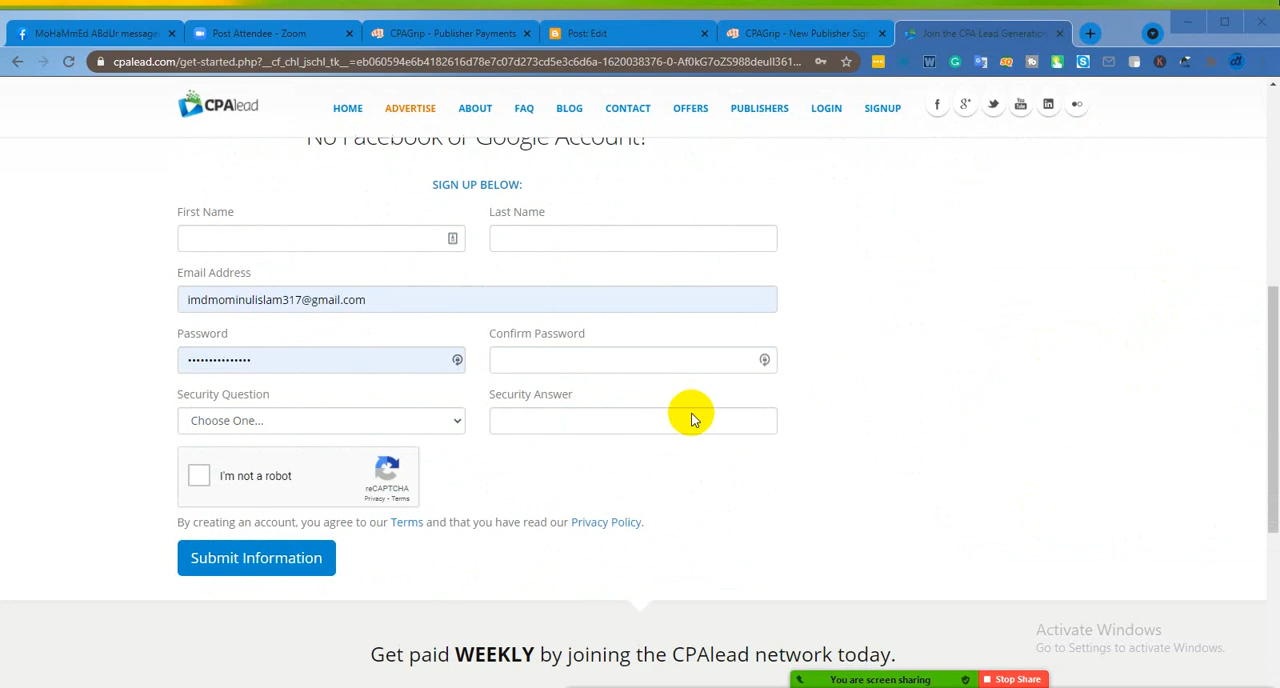 MoHaMmEd ABdUr message
Post Attendee - Zoom
CPAGrip - Publisher Payments
Post: Edit
CPAGrip - New Publisher Sig
Join the CPA Lead Generation
cpalead.com/get-started.php?__cf_chl_jschl_tk__=eb060594e6b4182616d78e7c07d273cd5e3c6d6a-1620038376-0-Af0kG7oZS988deuIl361...
CPAlead
HOME
ADVERTISE
ABOUT
FAQ
BLOG
CONTACT
OFFERS
PUBLISHERS
LOGIN
SIGNUP
No Facebook or Google Account?
SIGN UP BELOW:
First Name
Last Name
Email Address
imdmominulislam317@gmail.com
Password
Confirm Password
•••••••••••••••
Security Question
Security Answer
Choose One...
I'm not a robot
reCAPTCHA
Privacy - Terms
By creating an account, you agree to our Terms and that you have read our Privacy Policy.
Submit Information
Activate Windows
Go to Settings to activate Windows.
Get paid WEEKLY by joining the CPAlead network today.
You are screen sharing
Stop Share